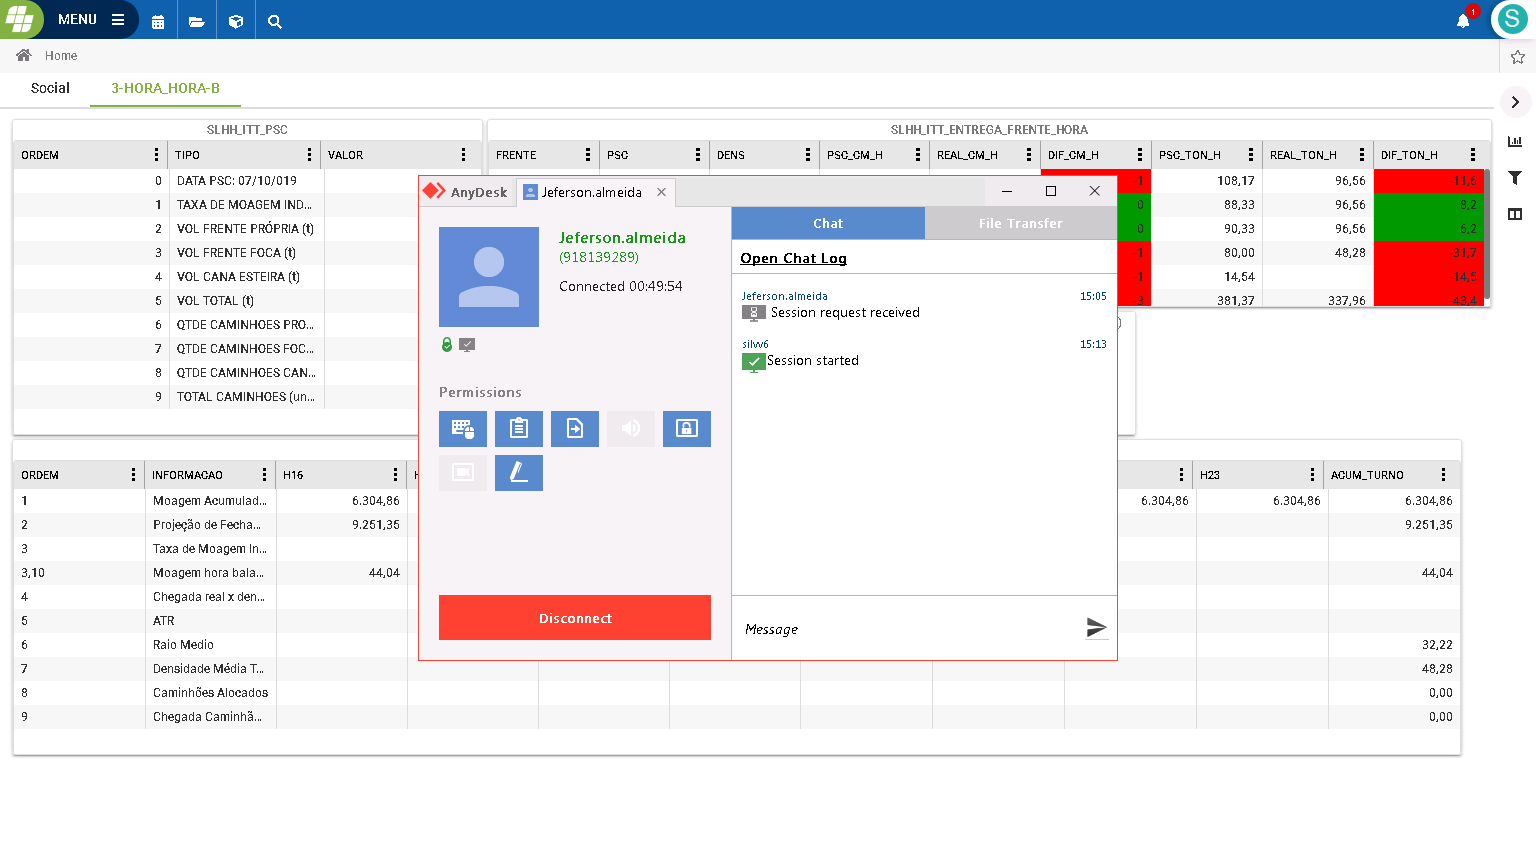 MENU
1
S
Home
Social
3-HORA_HORA-B
SLHH_ITT_PSC
ORDEM TIPO VALOR
0 DATA PSC: 07/10/019
1 TAXA DE MOAGEM IND...
2 VOL FRENTE PRÓPRIA (t)
3 VOL FRENTE FOCA (t)
4 VOL CANA ESTEIRA (t)
5 VOL TOTAL (t)
6 QTDE CAMINHOES PRO...
7 QTDE CAMINHOES FOC...
8 QTDE CAMINHOES CAN...
9 TOTAL CAMINHOES (un...
SLHH_ITT_ENTREGA_FRENTE_HORA
FRENTE PSC DENS PSC_CM_H REAL_CM_H DIF_CM_H PSC_TON_H REAL_TON_H DIF_TON_H
-1 108,17 96,56 -11,6
0 88,33 96,56 8,2
0 90,33 96,56 6,2
-1 80,00 48,28 -31,7
-1 14,54 -14,5
-3 381,37 337,96 -43,4
AnyDesk
Jeferson.almeida
Jeferson.almeida
(918139289)
Connected 00:49:54
Permissions
Disconnect
Chat
File Transfer
Open Chat Log
Jeferson.almeida 15:05
Session request received
silvv6 15:13
Session started
Message
ORDEM INFORMACAO H16 H23 ACUM_TURNO
1 Moagem Acumulad... 6.304,86 6.304,86 6.304,86 6.304,86
2 Projeção de Fecha... 9.251,35 9.251,35
3 Taxa de Moagem In...
3,10 Moagem hora bala... 44,04 44,04
4 Chegada real x den...
5 ATR
6 Raio Medio 32,22
7 Densidade Média T... 48,28
8 Caminhões Alocados 0,00
9 Chegada Caminhã... 0,00